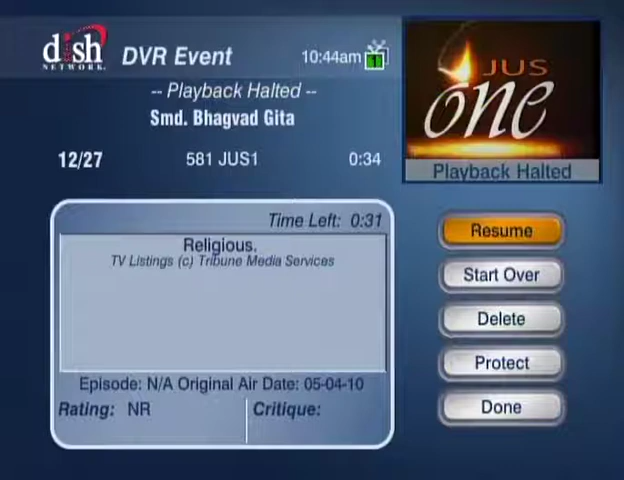 dish
NETWORK.
DVR Event
10:44am
1
-- Playback Halted --
Smd. Bhagvad Gita
12/27 581 JUS1 0:34
JUS
one
Playback Halted
Time Left: 0:31
Religious.
TV Listings (c) Tribune Media Services
Episode: N/A Original Air Date: 05-04-10
Rating: NR Critique:
Resume
Start Over
Delete
Protect
Done